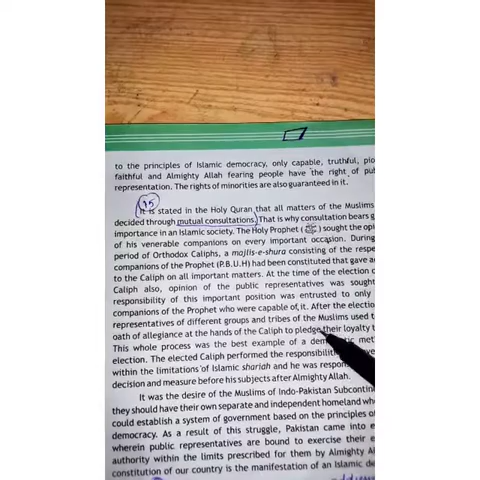 to the principles of Islamic democracy, only capable, truthful,
faithful and Almighty Allah fearing people have the right of
representation. The rights of minorities are also guaranteed in it.
15
It is stated in the Holy Quran that all matters of the Muslims
decided through mutual consultations. That is why consultation bears
importance in an Islamic society. The Holy Prophet (ﷺ) sought the
of his venerable companions on every important occasion. During
period of Orthodox Caliphs, a majlis-e-shura consisting of the
companions of the Prophet (P.B.U.H) had been constituted that gave
to the Caliph on all important matters. At the time of the election
Caliph also, opinion of the public representatives was sought
responsibility of this important position was entrusted to only
companions of the Prophet who were capable of it. After the
representatives of different groups and tribes of the Muslims used
oath of allegiance at the hands of the Caliph to pledge their loyalty
This whole process was the best example of a
election. The elected Caliph performed the
within the limitations of Islamic shariah and he was
decision and measure before his subjects after Almighty Allah.
It was the desire of the Muslims of Indo-Pakistan
they should have their own separate and independent homeland
could establish a system of government based on the principles
democracy. As a result of this struggle, Pakistan came into
wherein public representatives are bound to exercise their
authority within the limits prescribed for them by Almighty
constitution of our country is the manifestation of an Islamic